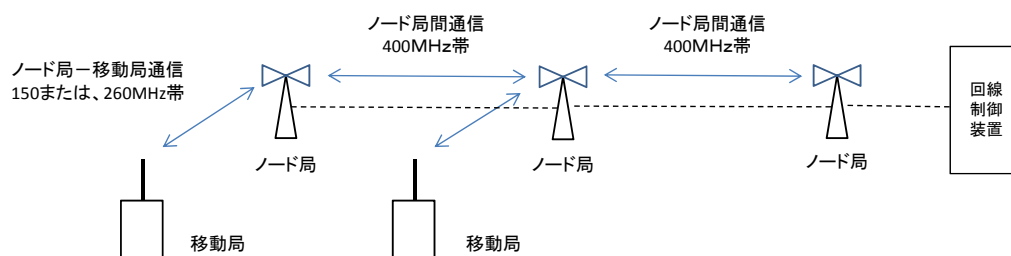 ノード局間通信
400MHz帯
ノード局間通信
400MHz帯
ノード局－移動局通信
150または、260MHz帯
回線
制御
装置
ノード局
ノード局
ノード局
移動局
移動局